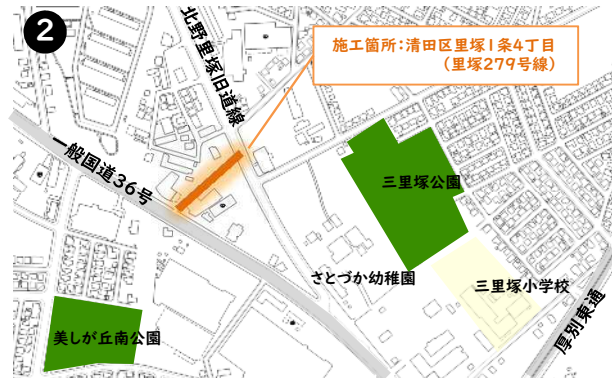 2
施工箇所:清田区里塚1条4丁目
(里塚279号線)
北野里塚旧道線
一般国道36号
三里塚公園
さとづか幼稚園
三里塚小学校
美しが丘南公園
厚別東通